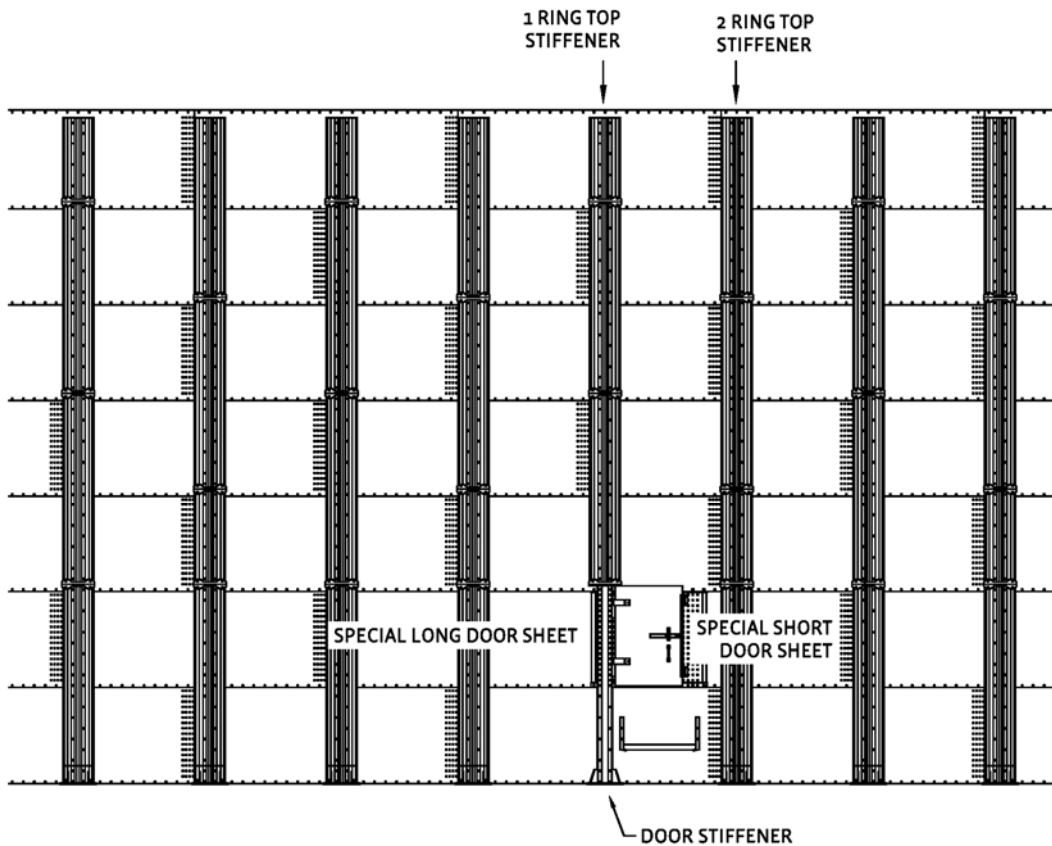 1 RING TOP
STIFFENER
2 RING TOP
STIFFENER
SPECIAL LONG DOOR SHEET
SPECIAL SHORT
DOOR SHEET
DOOR STIFFENER